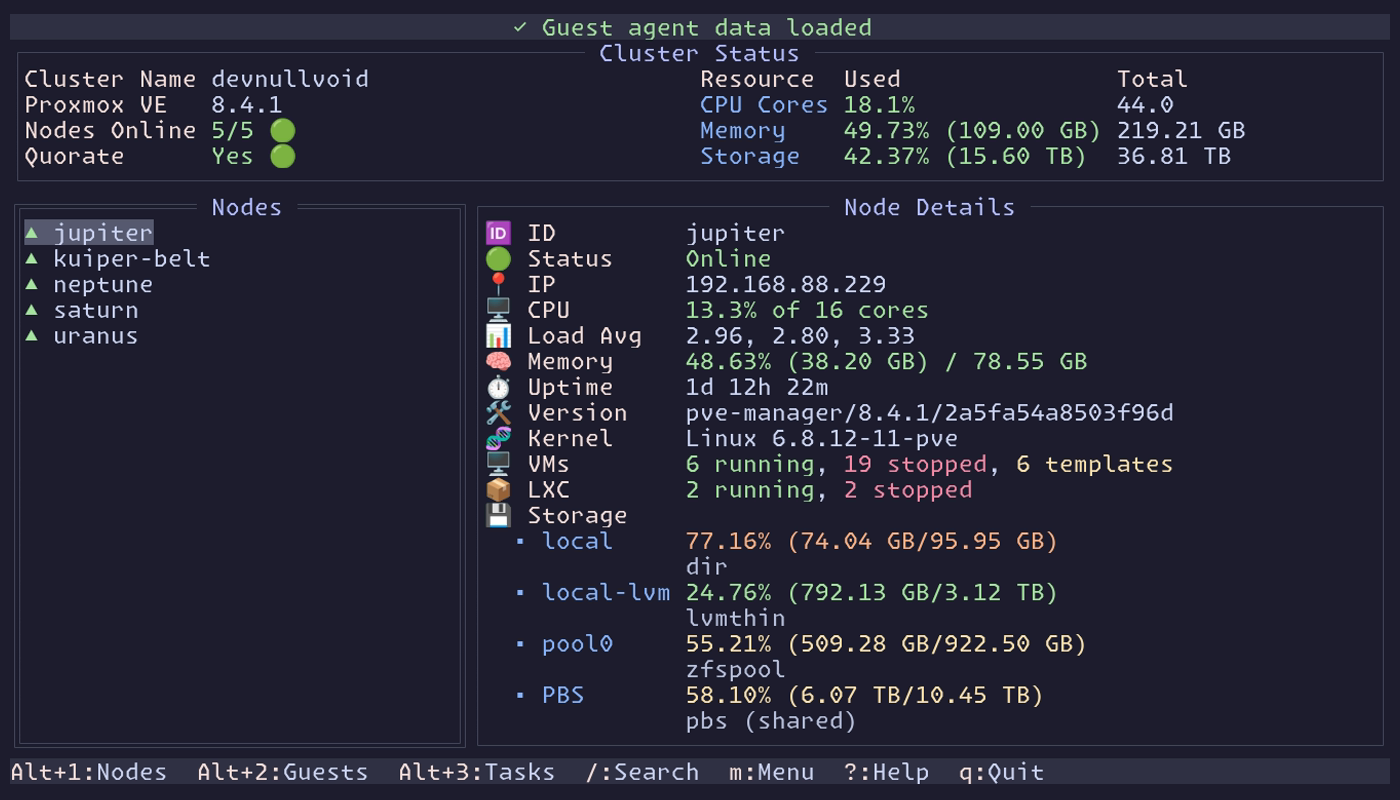 ✓ Guest agent data loaded
Cluster Status
Cluster Name devnullvoid Resource Used Total
Proxmox VE 8.4.1 CPU Cores 18.1% 44.0
Nodes Online 5/5 Memory 49.73% (109.00 GB) 219.21 GB
Quorate Yes Storage 42.37% (15.60 TB) 36.81 TB
Nodes
▲ jupiter
▲ kuiper-belt
▲ neptune
▲ saturn
▲ uranus
Node Details
🆔 ID jupiter
Status Online
IP 192.168.88.229
CPU 13.3% of 16 cores
Load Avg 2.96, 2.80, 3.33
Memory 48.63% (38.20 GB) / 78.55 GB
Uptime 1d 12h 22m
Version pve-manager/8.4.1/2a5fa54a8503f96d
Kernel Linux 6.8.12-11-pve
VMs 6 running, 19 stopped, 6 templates
LXC 2 running, 2 stopped
Storage
▪ local 77.16% (74.04 GB/95.95 GB)
dir
▪ local-lvm 24.76% (792.13 GB/3.12 TB)
lvmthin
▪ pool0 55.21% (509.28 GB/922.50 GB)
zfspool
▪ PBS 58.10% (6.07 TB/10.45 TB)
pbs (shared)
Alt+1:Nodes Alt+2:Guests Alt+3:Tasks /:Search m:Menu ?:Help q:Quit